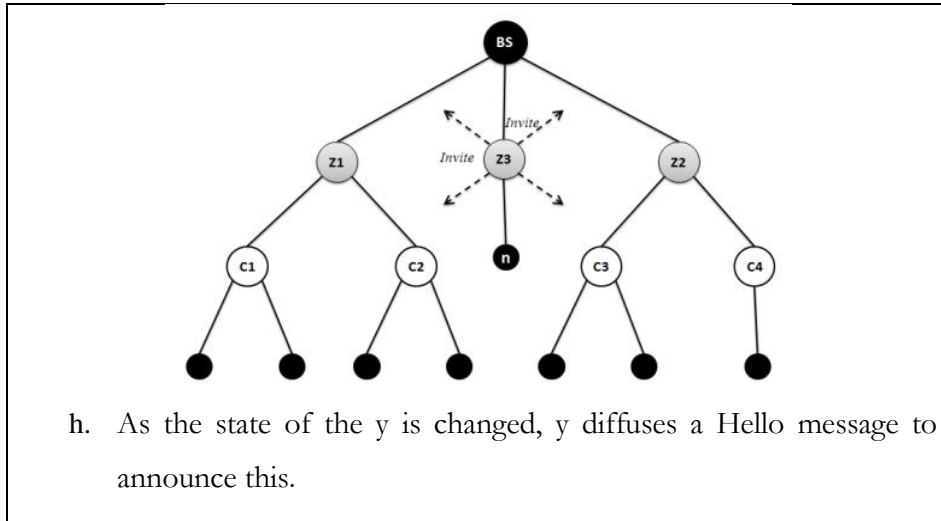 BS
Invite
Z1
Invite
Z3
Z2
C1
C2
n
C3
C4
h. As the state of the y is changed, y diffuses a Hello message to
announce this.